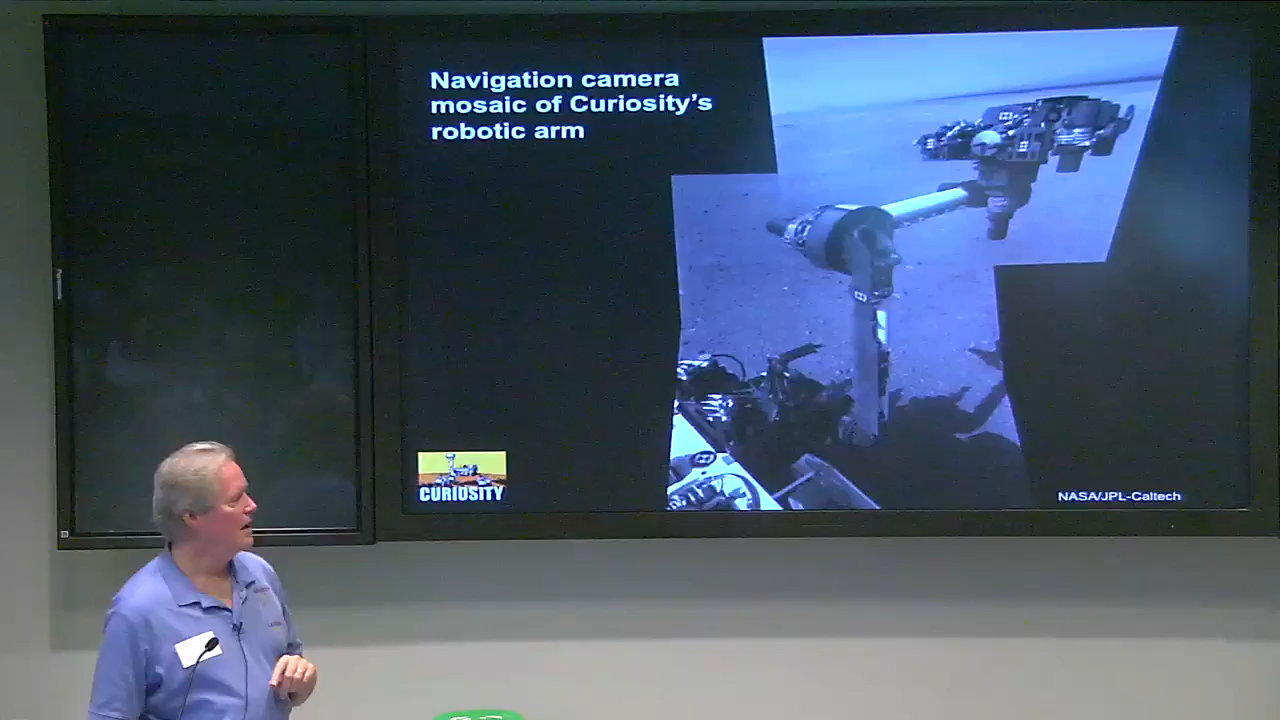 Navigation camera
mosaic of Curiosity's
robotic arm
CURIOSITY
NASA/JPL-Caltech